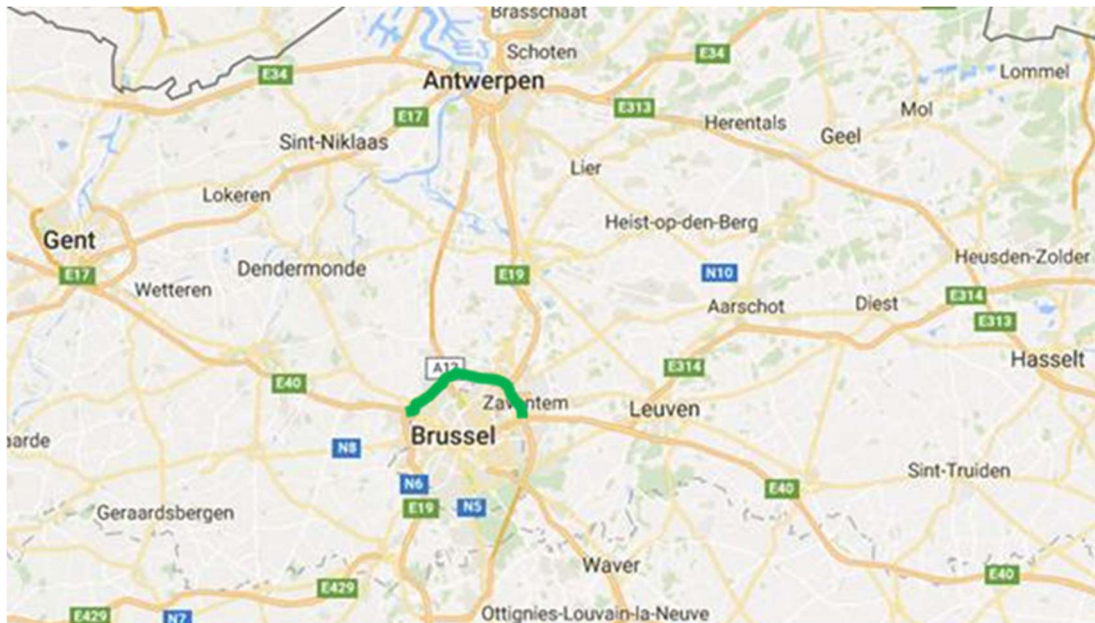 Brasschaat
Schoten
E34
Lommel
E34
Antwerpen
E17
E313
Mol
Herentals
Geel
Sint-Niklaas
Lier
Lokeren
Heist-op-den-Berg
Gent
Heusden-Zolder
E17
Dendermonde
E19
N10
Wetteren
Aarschot
Diest
E314
E313
Hasselt
A12
E314
E40
Zaventem
Leuven
Brussel
aarde
N8
Sint-Truiden
N6
E40
Geraardsbergen
E19
N5
Waver
E40
E429
E429
N7
Ottignies-Louvain-la-Neuve